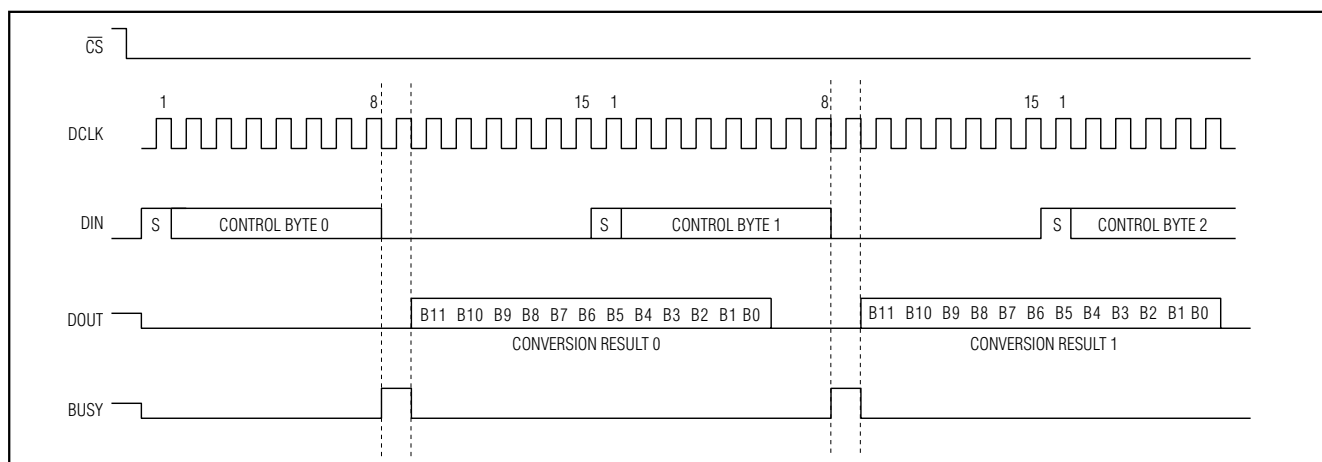 CS
1 8 15 1 8 15 1
DCLK
DIN S CONTROL BYTE 0 S CONTROL BYTE 1 S CONTROL BYTE 2
DOUT B11 B10 B9 B8 B7 B6 B5 B4 B3 B2 B1 B0 B11 B10 B9 B8 B7 B6 B5 B4 B3 B2 B1 B0
CONVERSION RESULT 0 CONVERSION RESULT 1
BUSY